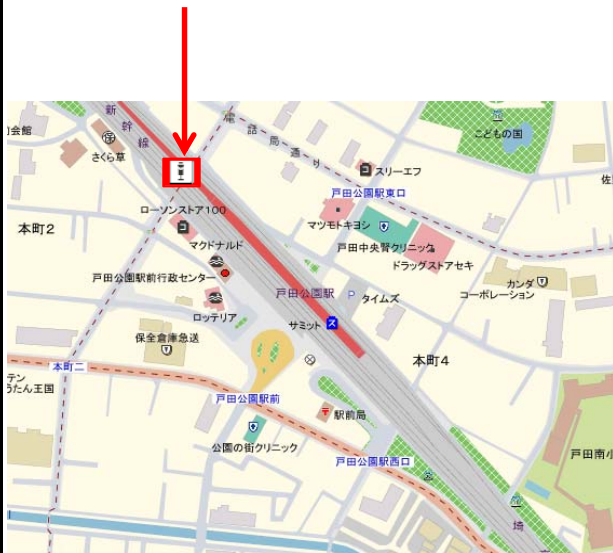 新幹線
電話局通り
町会館
さくら草
こどもの国
スリーエフ
戸田公園駅東口
佐
ローソンストア100
マツモトキヨシ
本町2
マクドナルド
戸田中央腎クリニック
ドラッグストアセキ
戸田公園駅前行政センター
カンダ
コーポレーション
戸田公園駅
P タイムズ
ロッテリア
サミット
保全倉庫急送
本町4
本町二
テン
うたん王国
戸田公園駅前
駅前局
公園の街クリニック
戸田公園駅西口
戸田南小
埼